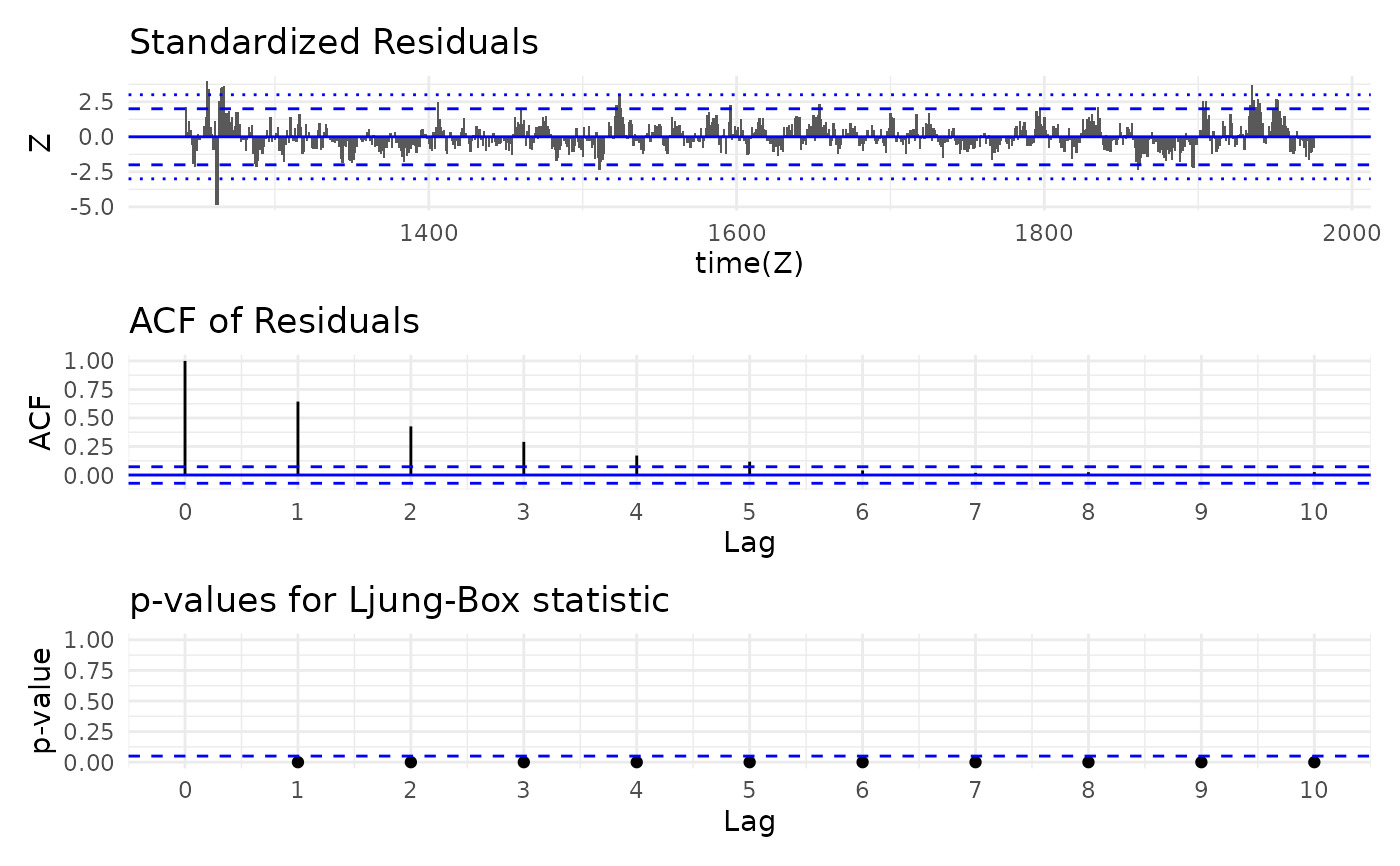 Standardized Residuals
Z
2.5
0.0
-2.5
-5.0
1400 1600 1800 2000
time(Z)
ACF of Residuals
ACF
1.00
0.75
0.50
0.25
0.00
0 1 2 3 4 5 6 7 8 9 10
Lag
p-values for Ljung-Box statistic
p-value
1.00
0.75
0.50
0.25
0.00
0 1 2 3 4 5 6 7 8 9 10
Lag